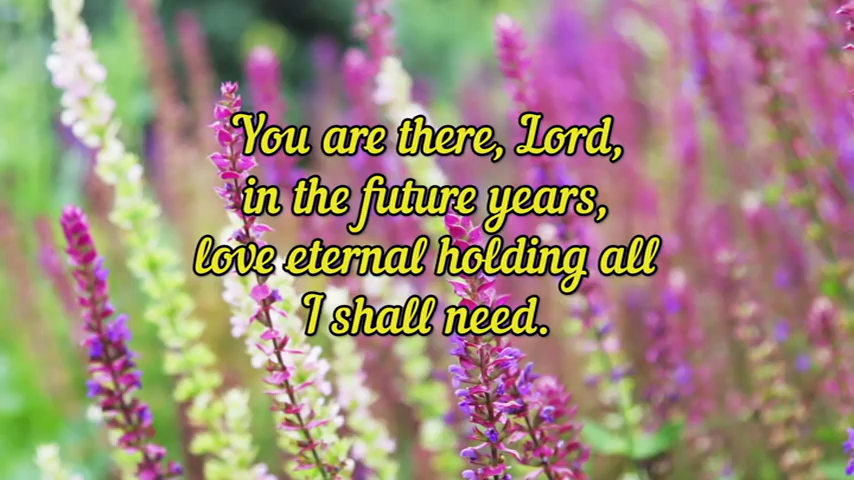 You are there, Lord,
in the future years,
love eternal holding all
I shall need.